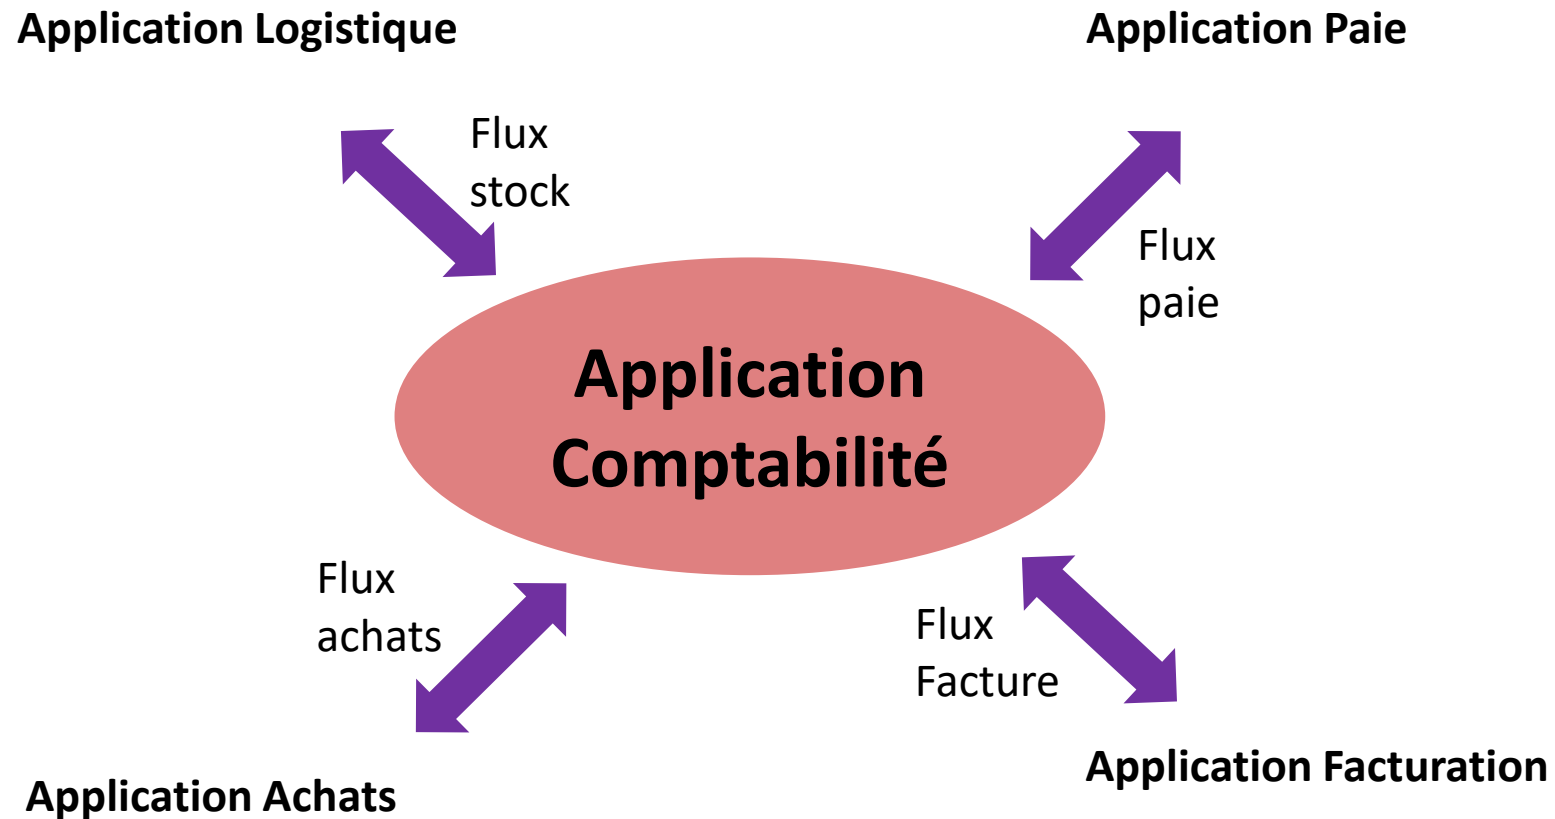 Application Logistique
Application Paie
Flux
stock
Flux
paie
Application
Comptabilité
Flux
achats
Flux
Facture
Application Facturation
Application Achats